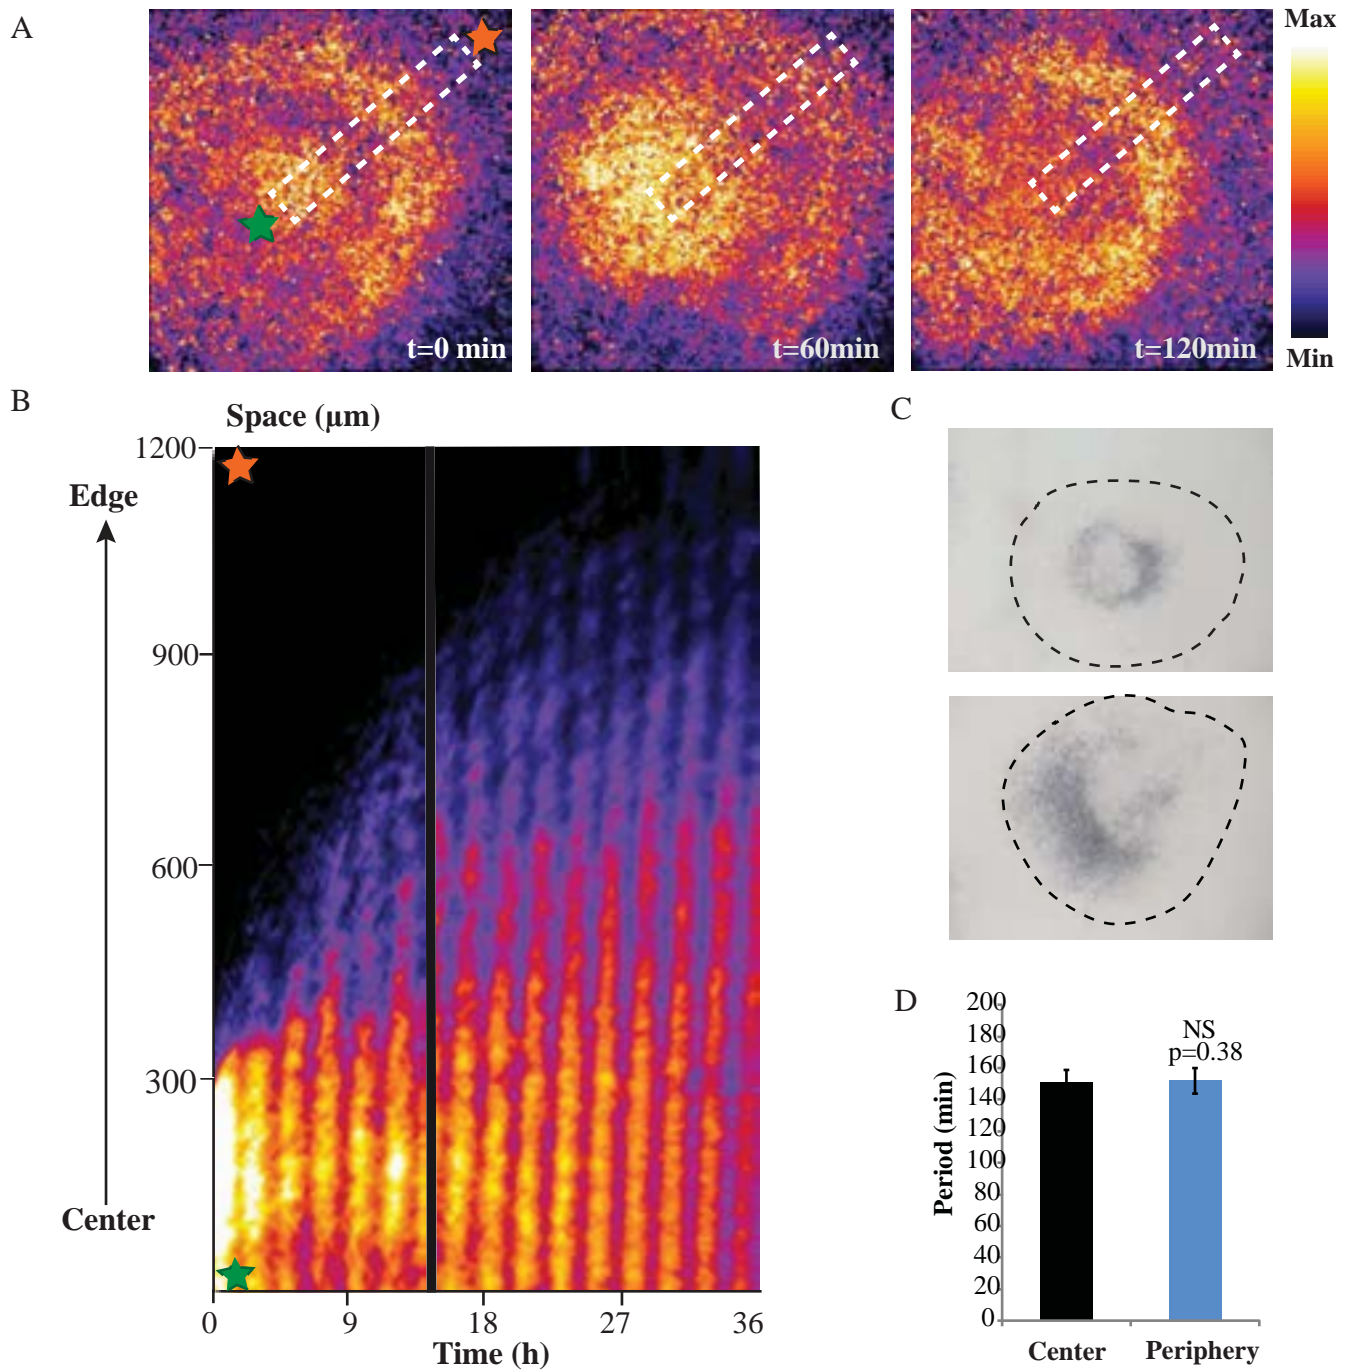 A
Max
t=0 min
t=60min
t=120min
Min
B
Space (µm)
1200
Edge
900
600
300
Center
0
9
18
27
36
Time (h)
C
D
200
180
160
140
120
100
80
60
40
20
0
Period (min)
NS
p=0.38
Center
Periphery